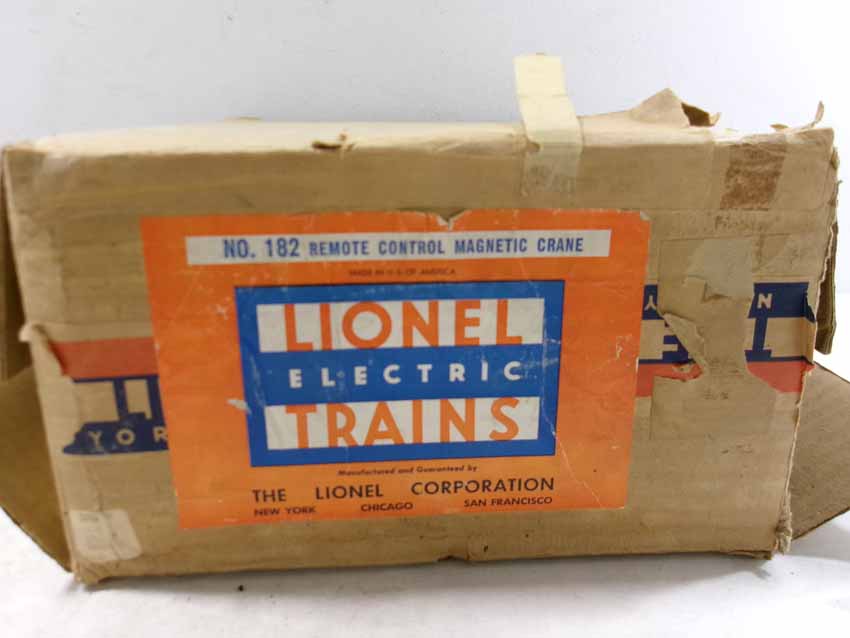 NO. 182 REMOTE CONTROL MAGNETIC CRANE
MADE IN U.S. OF AMERICA
LIONEL
ELECTRIC
TRAINS
Manufactured and Guaranteed by
THE LIONEL CORPORATION
NEW YORK CHICAGO SAN FRANCISCO
YOR